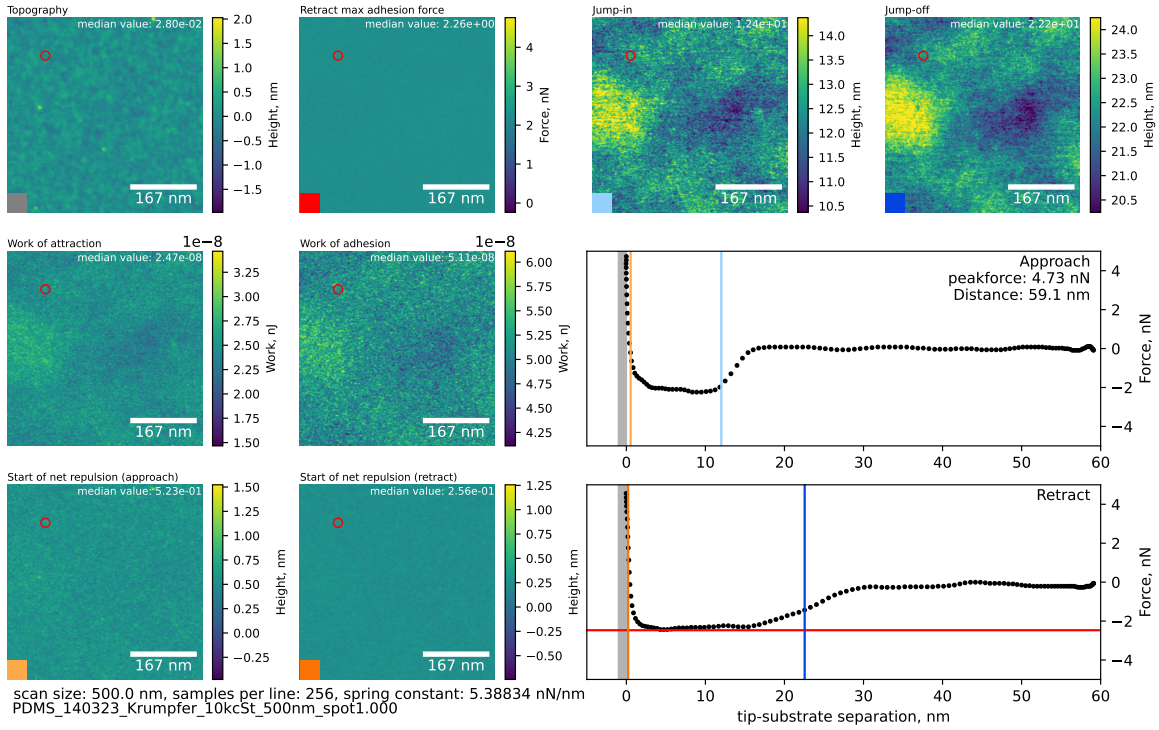 Topography
median value: 2.80e-02
2.0
1.5
1.0
0.5
0.0
−0.5
−1.0
−1.5
Height, nm
167 nm
Retract max adhesion force
median value: 2.26e+00
4
3
2
1
0
Force, nN
167 nm
Jump-in
median value: 1.24e+01
14.0
13.5
13.0
12.5
12.0
11.5
11.0
10.5
Height, nm
167 nm
Jump-off
median value: 2.22e+01
24.0
23.5
23.0
22.5
22.0
21.5
21.0
20.5
Height, nm
167 nm
Work of attraction
1e−8
median value: 2.47e-08
3.50
3.25
3.00
2.75
2.50
2.25
2.00
1.75
1.50
Work, nJ
167 nm
Work of adhesion
1e−8
median value: 5.11e-08
6.00
5.75
5.50
5.25
5.00
4.75
4.50
4.25
Work, nJ
167 nm
Approach
peakforce: 4.73 nN
Distance: 59.1 nm
4
2
0
−2
−4
Force, nN
0 10 20 30 40 50 60
Start of net repulsion (approach)
median value: 5.23e-01
1.50
1.25
1.00
0.75
0.50
0.25
0.00
−0.25
Height, nm
167 nm
Start of net repulsion (retract)
median value: 2.56e-01
1.25
1.00
0.75
0.50
0.25
0.00
−0.25
−0.50
Height, nm
167 nm
Retract
4
2
0
−2
−4
Force, nN
0 10 20 30 40 50 60
tip-substrate separation, nm
scan size: 500.0 nm, samples per line: 256, spring constant: 5.38834 nN/nm
PDMS_140323_Krumpfer_10kcSt_500nm_spot1.000